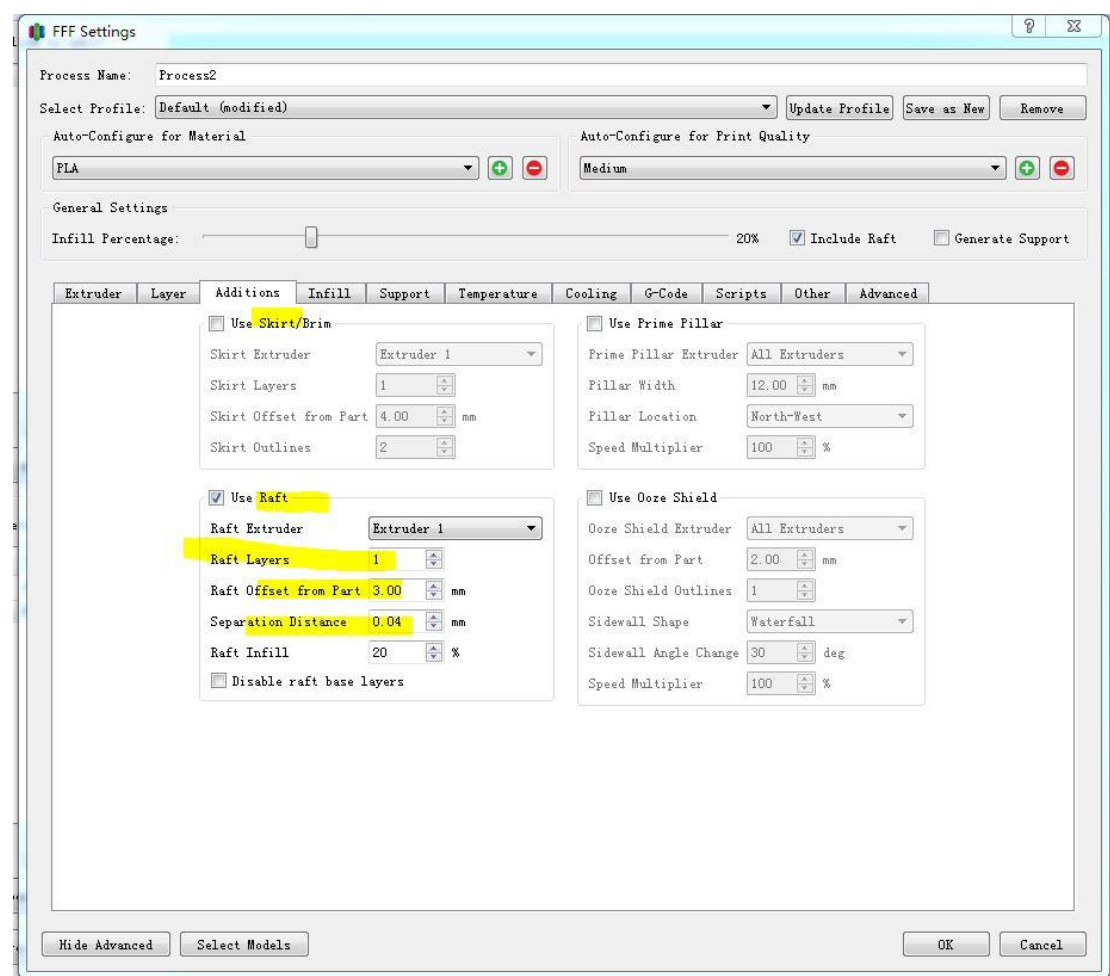 FFF Settings
Process Name: Process2
Select Profile: Default (modified) Update Profile Save as New Remove
Auto-Configure for Material
PLA
Auto-Configure for Print Quality
Medium
General Settings
Infill Percentage: 20% Include Raft Generate Support
Extruder Layer Additions Infill Support Temperature Cooling G-Code Scripts Other Advanced
Use Skirt/Brim
Skirt Extruder Extruder 1
Skirt Layers 1
Skirt Offset from Part 4.00 mm
Skirt Outlines 2
Use Prime Pillar
Prime Pillar Extruder All Extruders
Pillar Width 12.00 mm
Pillar Location North-West
Speed Multiplier 100 %
Use Raft
Raft Extruder Extruder 1
Raft Layers 1
Raft Offset from Part 3.00 mm
Separation Distance 0.04 mm
Raft Infill 20 %
Disable raft base layers
Use Ooze Shield
Ooze Shield Extruder All Extruders
Offset from Part 2.00 mm
Ooze Shield Outlines 1
Sidewall Shape Waterfall
Sidewall Angle Change 30 deg
Speed Multiplier 100 %
Hide Advanced Select Models OK Cancel